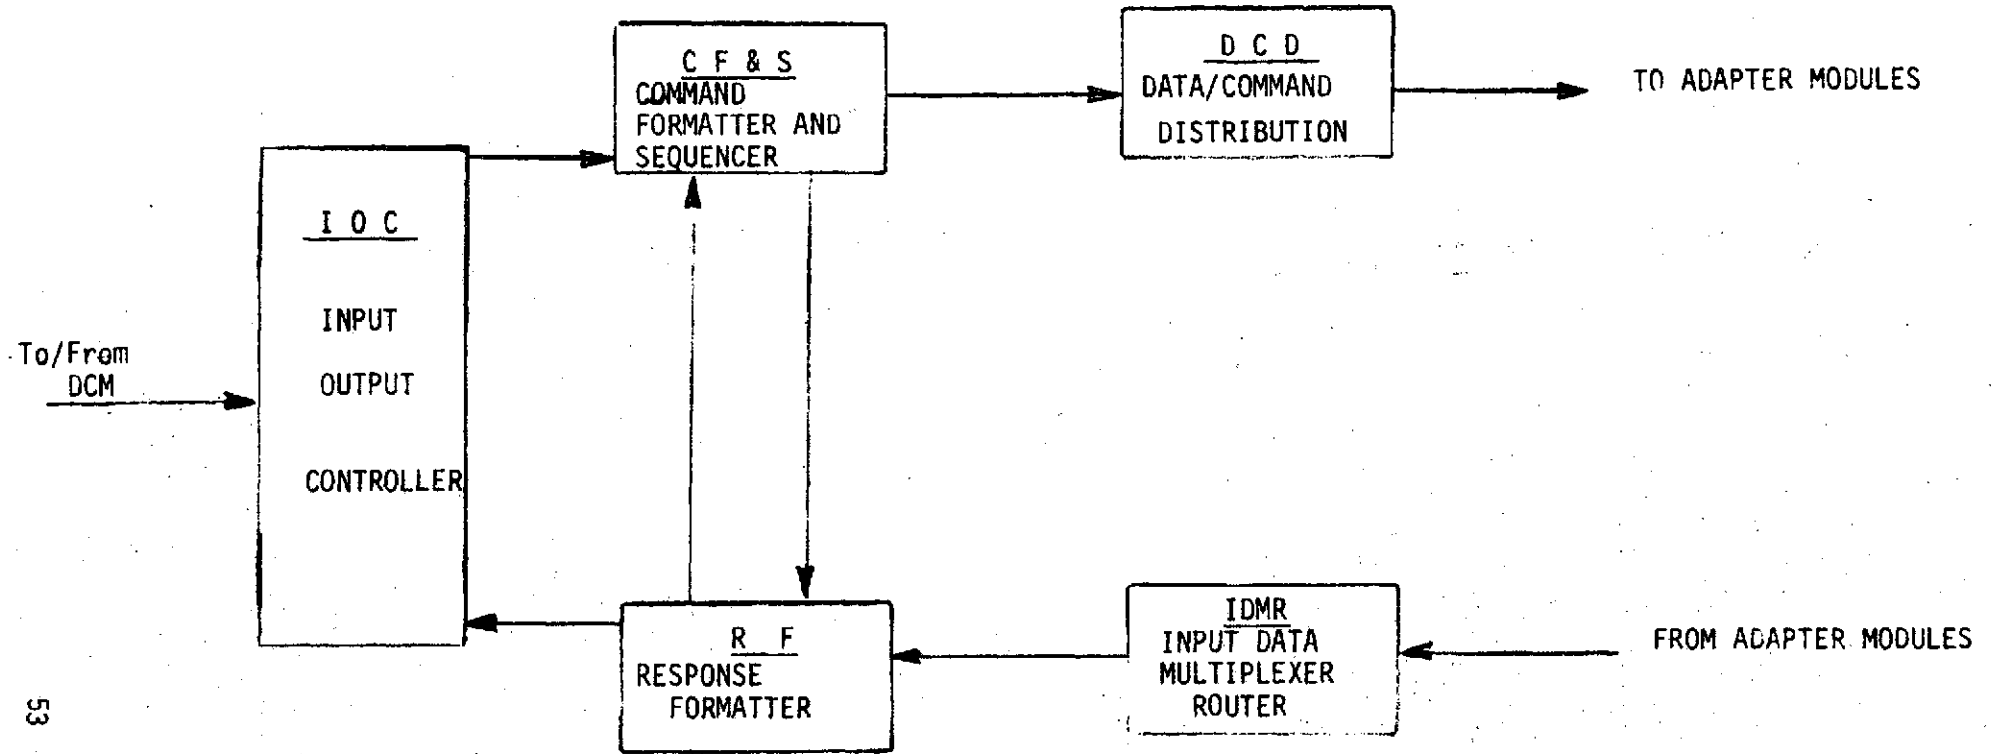 C F & S
COMMAND
FORMATTER AND
SEQUENCER
D C D
DATA/COMMAND
DISTRIBUTION
TO ADAPTER MODULES
I O C
INPUT
OUTPUT
CONTROLLER
To/From
DCM
R F
RESPONSE
FORMATTER
IDMR
INPUT DATA
MULTIPLEXER
ROUTER
FROM ADAPTER MODULES
53